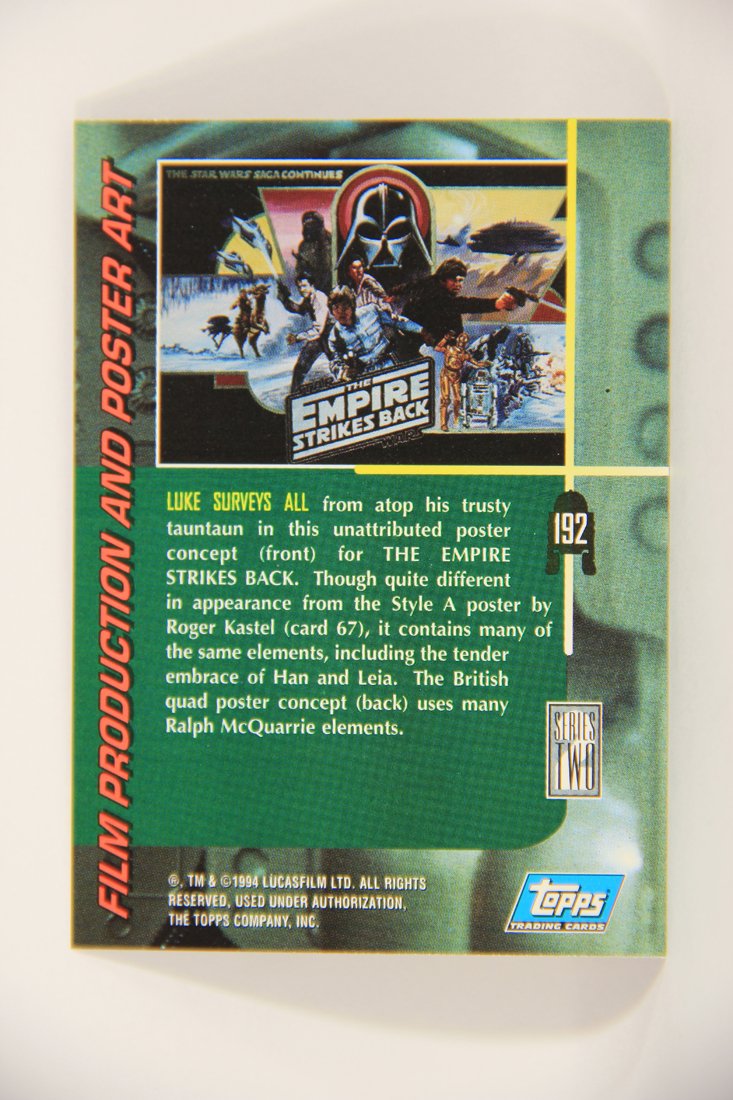 FILM PRODUCTION AND POSTER ART
THE STAR WARS SAGA CONTINUES
THE
EMPIRE
STRIKES BACK
LUKE SURVEYS ALL from atop his trusty
tauntaun in this unattributed poster
concept (front) for THE EMPIRE
STRIKES BACK. Though quite different
in appearance from the Style A poster by
Roger Kastel (card 67), it contains many of
the same elements, including the tender
embrace of Han and Leia. The British
quad poster concept (back) uses many
Ralph McQuarrie elements.
192
SERIES
TWO
®, TM & ©1994 LUCASFILM LTD. ALL RIGHTS
RESERVED, USED UNDER AUTHORIZATION,
THE TOPPS COMPANY, INC.
Topps®
TRADING CARDS